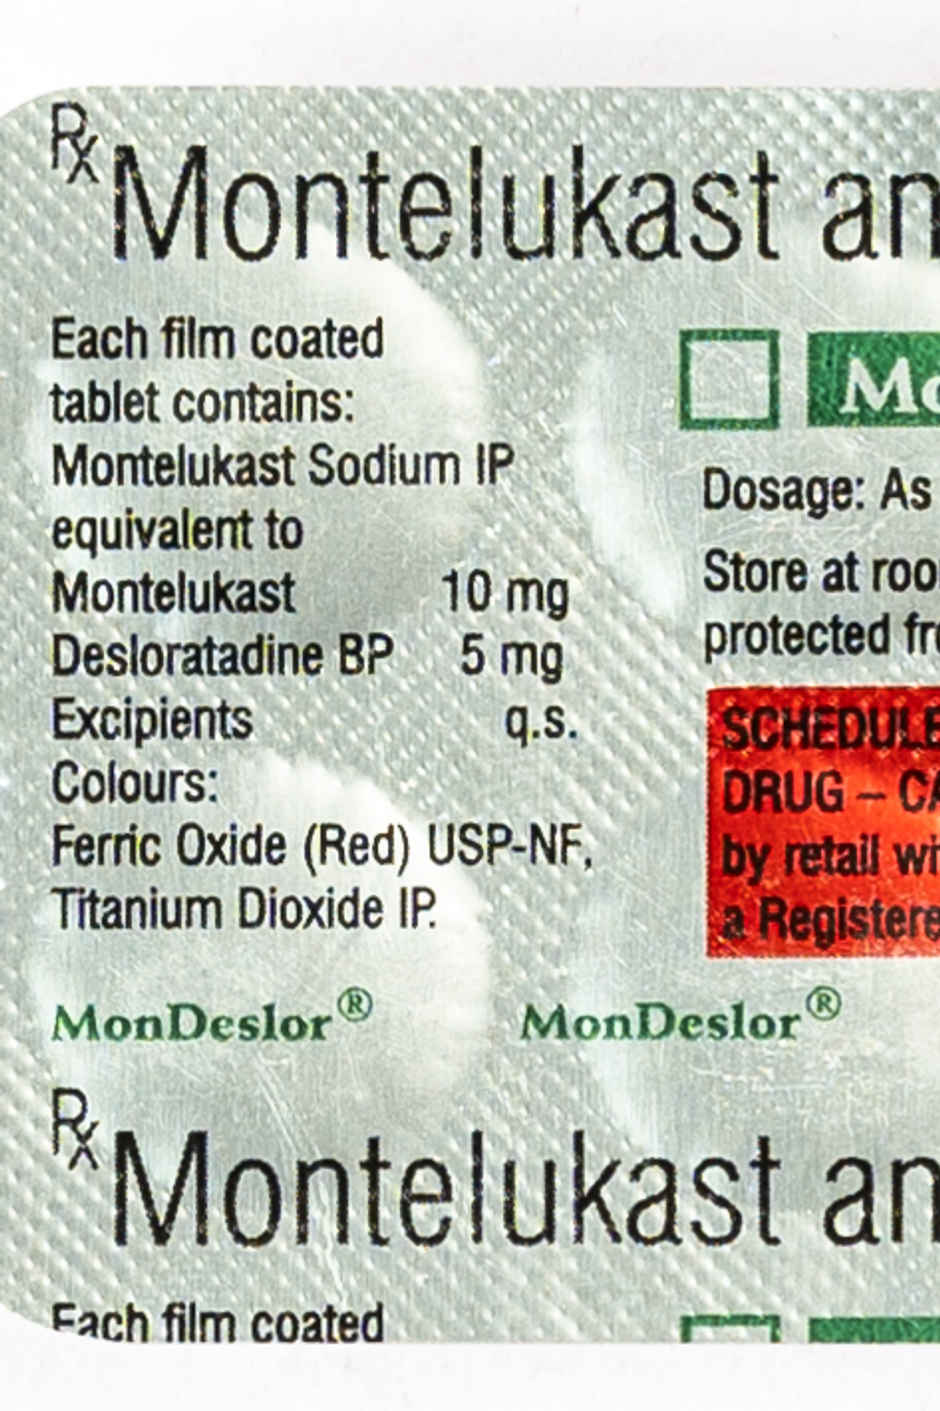 Rx Montelukast an
Each film coated
tablet contains:
Montelukast Sodium IP
equivalent to
Montelukast 10 mg
Desloratadine BP 5 mg
Excipients q.s.
Colours:
Ferric Oxide (Red) USP-NF,
Titanium Dioxide IP.
Mo
Dosage: As
Store at roo
protected fr
SCHEDULE
DRUG – CA
by retail wi
a Registere
MonDeslor® MonDeslor®
Rx Montelukast an
Each film coated